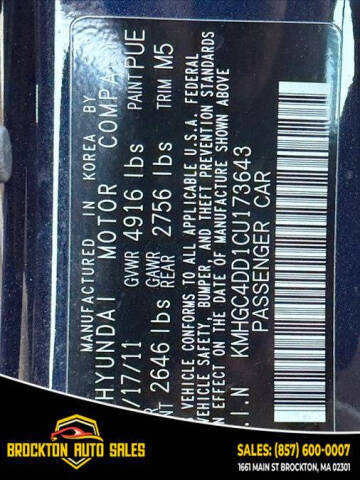 MANUFACTURED IN KOREA BY
HYUNDAI MOTOR COMPA
/17/11 GVWR 4916 lbs PAINT PUE
NT 2646 lbs GAWR REAR 2756 lbs TRIM M5
VEHICLE CONFORMS TO ALL APPLICABLE U.S.A. FEDERAL
VEHICLE SAFETY, BUMPER, AND THEFT PREVENTION STANDARDS
EFFECT ON THE DATE OF MANUFACTURE SHOWN ABOVE
.I.N KMHGC4DD1CU173643
PASSENGER CAR
BROCKTON AUTO SALES
SALES: (857) 600-0007
1661 MAIN ST BROCKTON, MA 02301